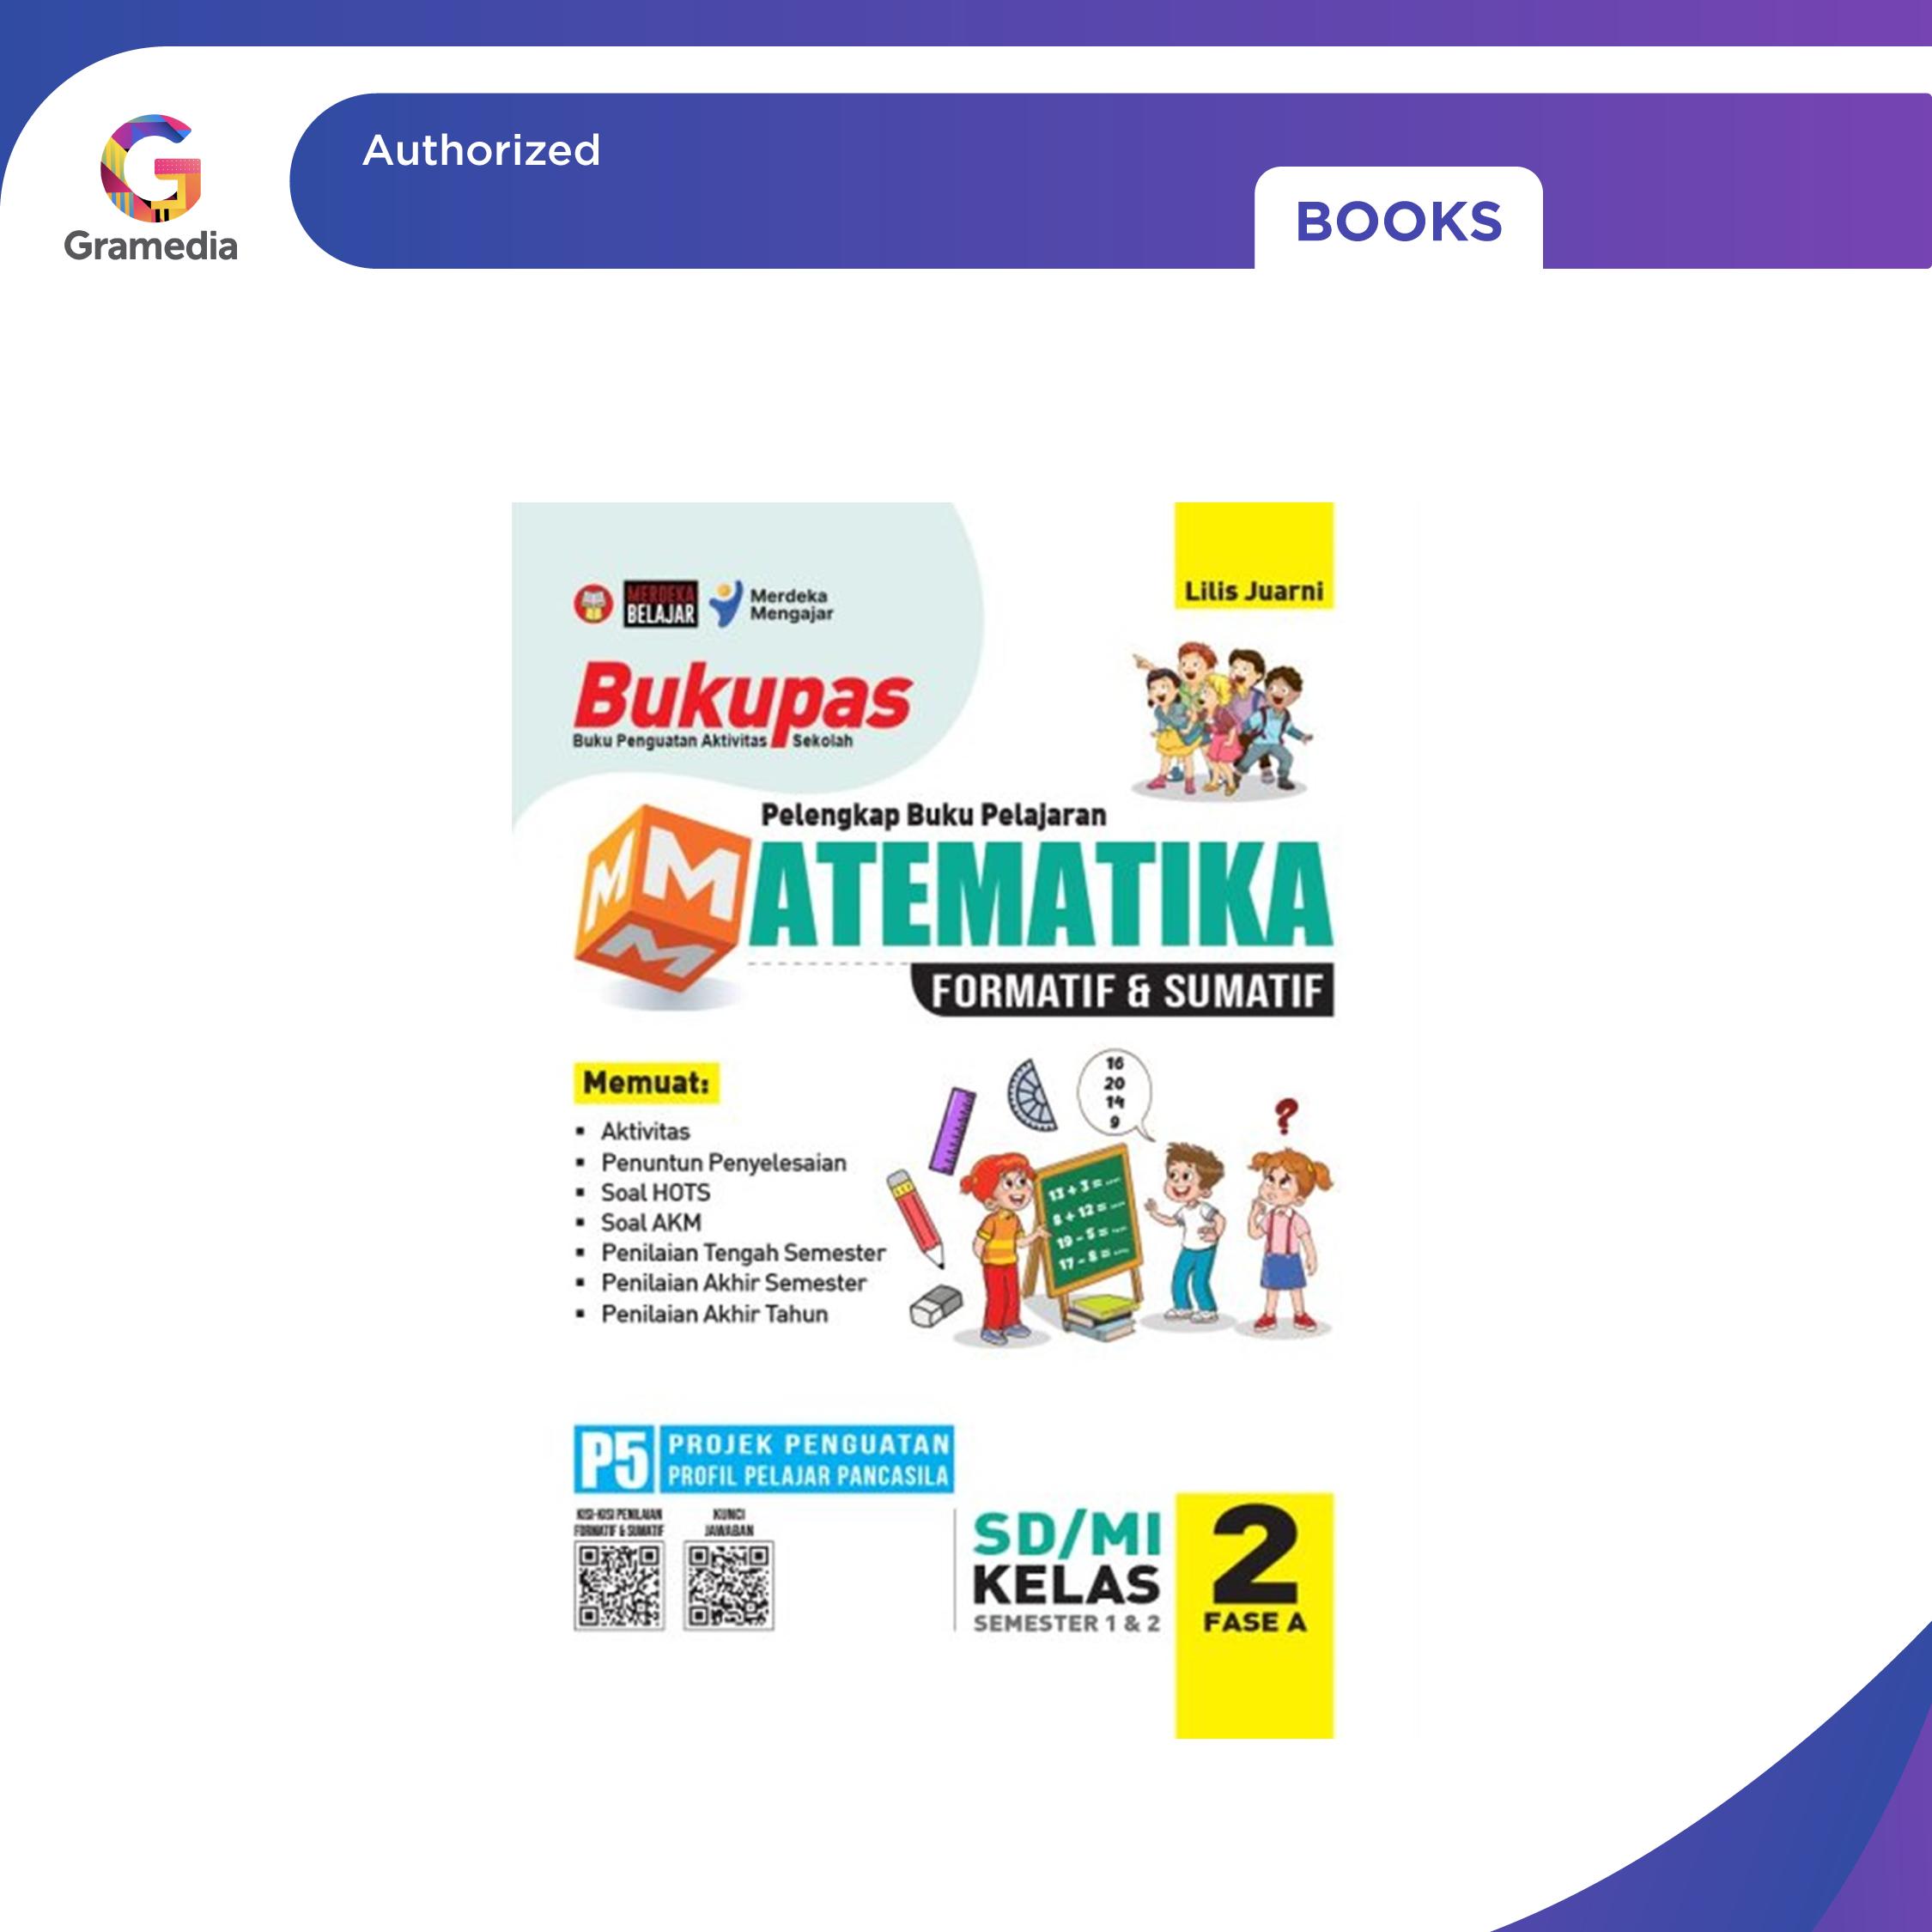 Gramedia
Authorized
BOOKS
Lilis Juarni
MERDEKA
BELAJAR
Merdeka
Mengajar
Bukupas
Buku Penguatan Aktivitas Sekolah
Pelengkap Buku Pelajaran
MATEMATIKA
M
M
FORMATIF & SUMATIF
Memuat:
▪ Aktivitas
▪ Penuntun Penyelesaian
▪ Soal HOTS
▪ Soal AKM
▪ Penilaian Tengah Semester
▪ Penilaian Akhir Semester
▪ Penilaian Akhir Tahun
16
20
14
9
?
13 + 3 = ....
8 + 12 = ....
19 - 5 = ....
17 - 8 = ....
P5
PROJEK PENGUATAN
PROFIL PELAJAR PANCASILA
KISI-KISI PENILAIAN
FORMATIF & SUMATIF
KUNCI
JAWABAN
SD/MI
KELAS
SEMESTER 1 & 2
2
FASE A